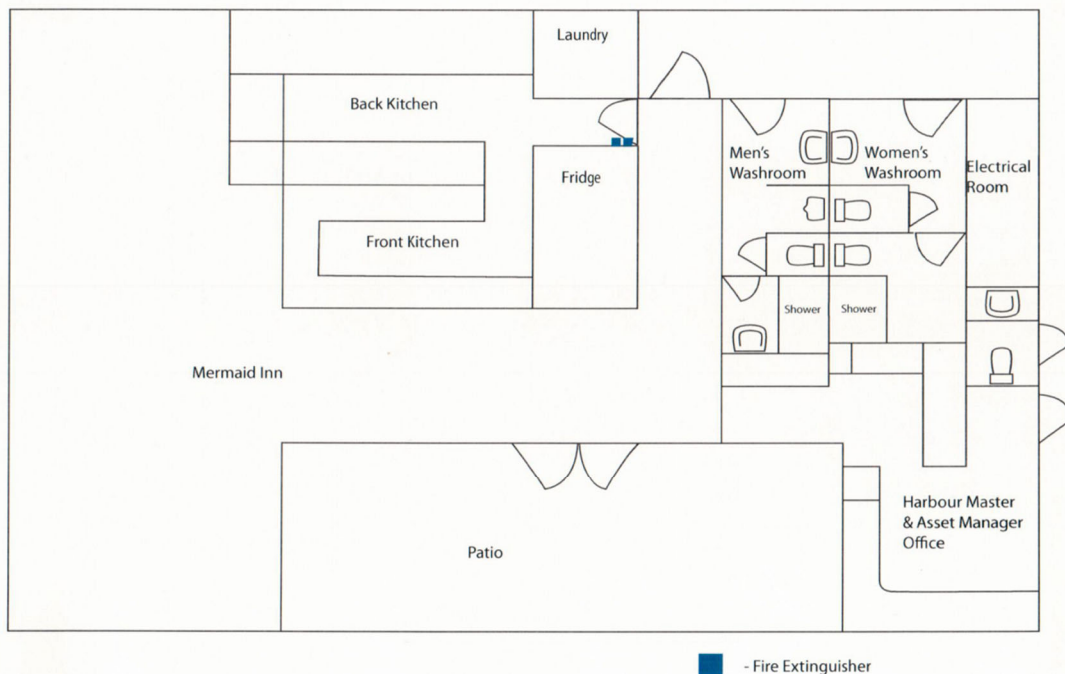 Laundry
Back Kitchen
Men's
Washroom
Women's
Washroom
Electrical
Room
Fridge
Front Kitchen
Shower
Shower
Mermaid Inn
Harbour Master
& Asset Manager
Office
Patio
- Fire Extinguisher